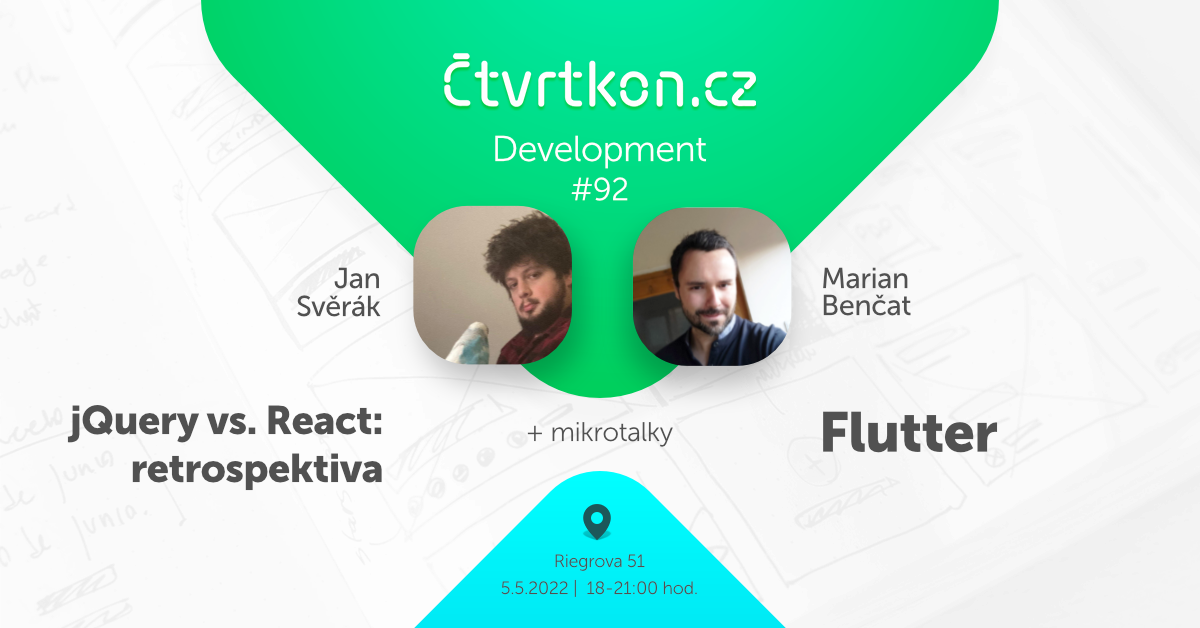 Čtvrtkon.cz
Development
#92
Jan
Svěrák
Marian
Benčat
jQuery vs. React:
retrospektiva
+ mikrotalky
Flutter
Riegrova 51
5.5.2022 | 18-21:00 hod.